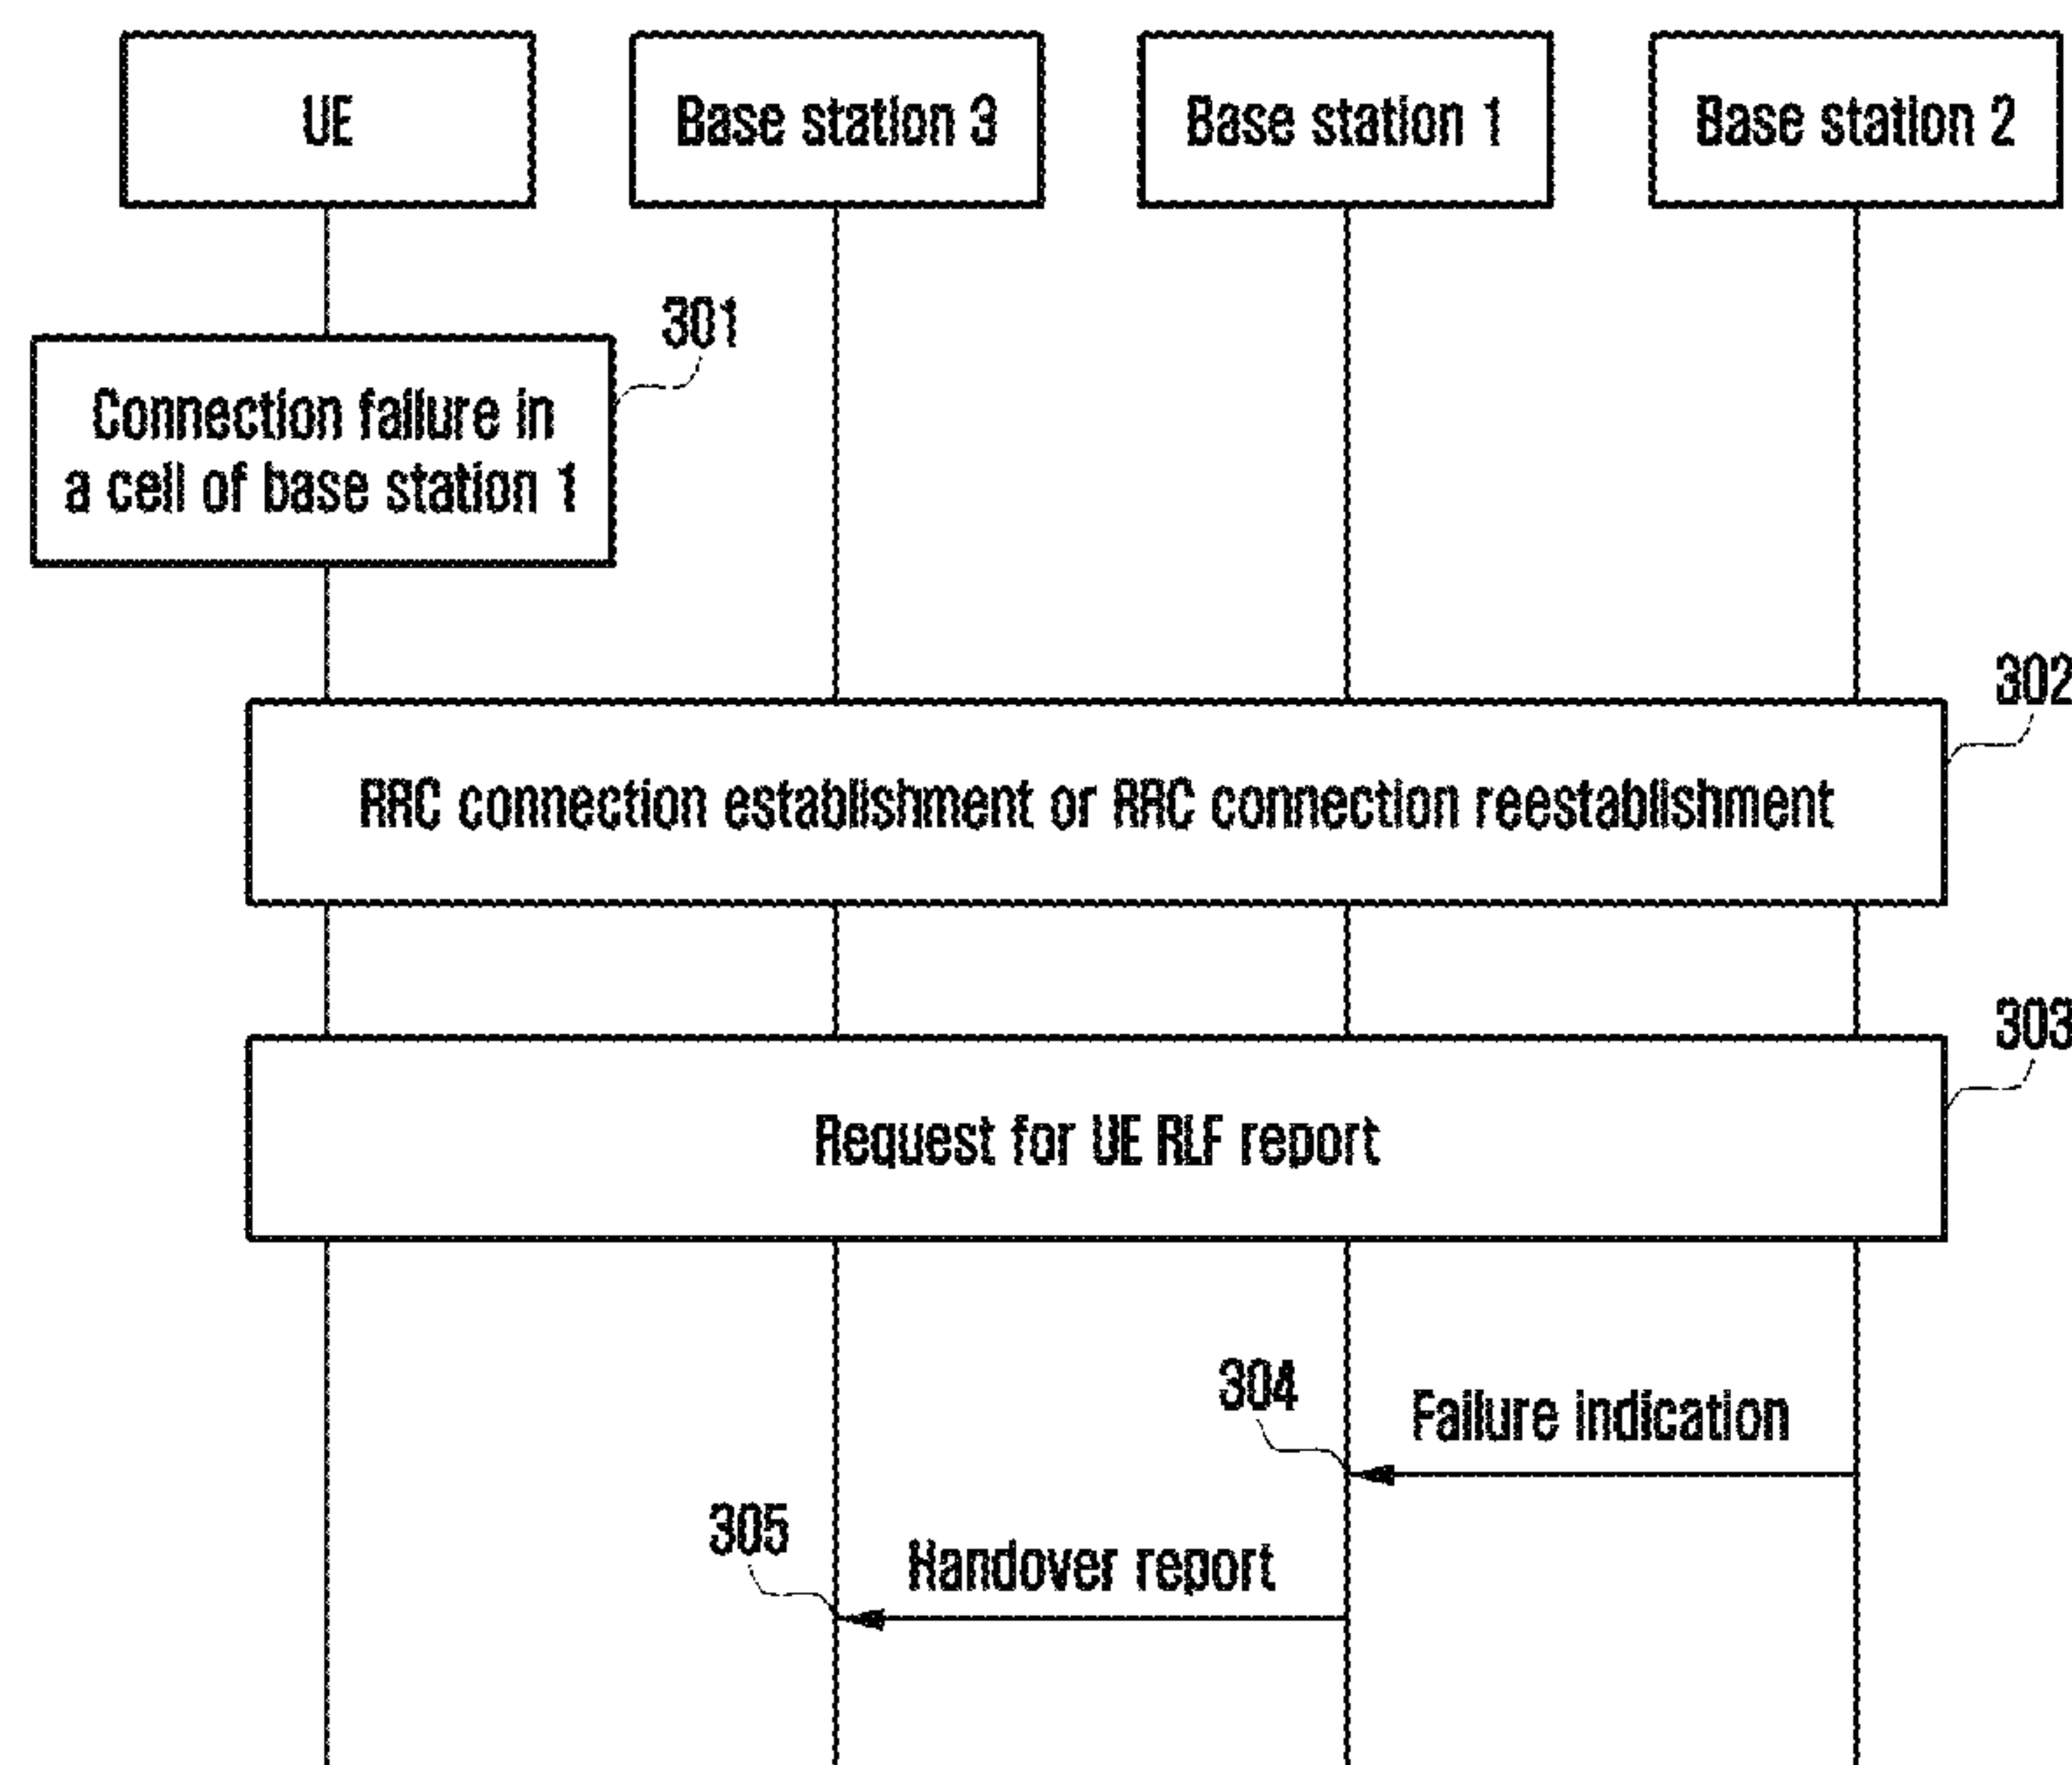 UE
Base station 3
Base station 1
Base station 2
301
Connection failure in
a cell of base station 1
302
RRC connection establishment or RRC connection reestablishment
303
Request for UE RLF report
304
Failure indication
305
Handover report